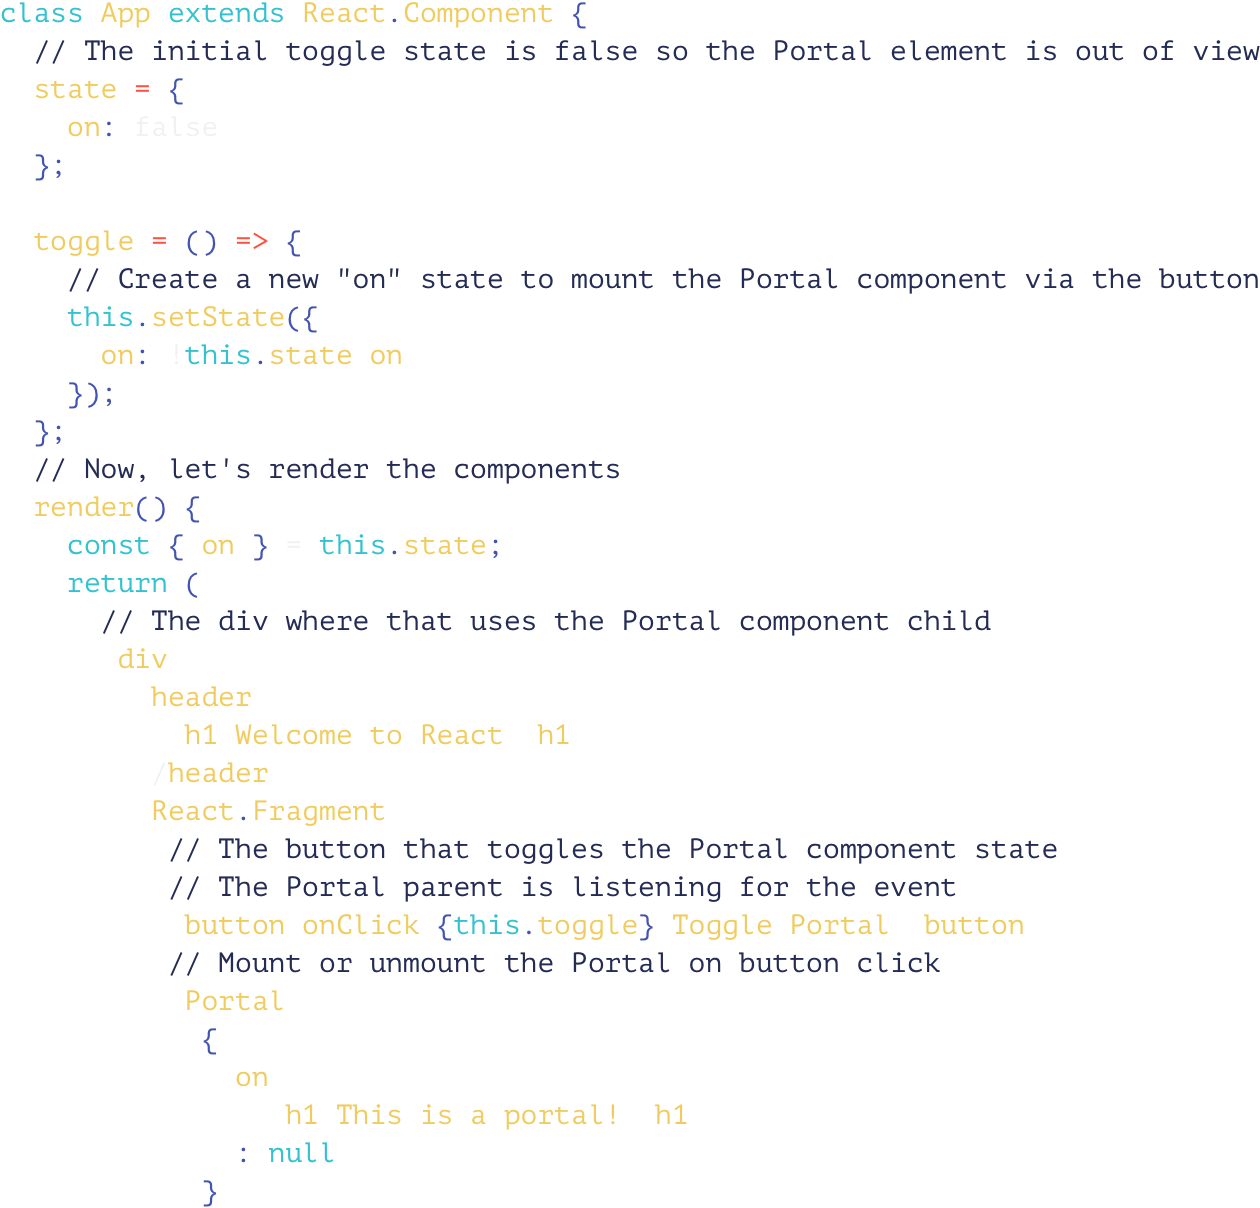 class App extends React.Component {
  // The initial toggle state is false so the Portal element is out of view
  state = {
    on: false
  };

  toggle = () => {
    // Create a new "on" state to mount the Portal component via the button
    this.setState({
      on: !this.state on
    });
  };
  // Now, let's render the components
  render() {
    const { on } = this.state;
    return (
      // The div where that uses the Portal component child
       div
         header
           h1 Welcome to React  h1
         /header
         React.Fragment
          // The button that toggles the Portal component state
          // The Portal parent is listening for the event
           button onClick {this.toggle} Toggle Portal  button
          // Mount or unmount the Portal on button click
           Portal
            {
              on
                 h1 This is a portal!  h1
              : null
            }